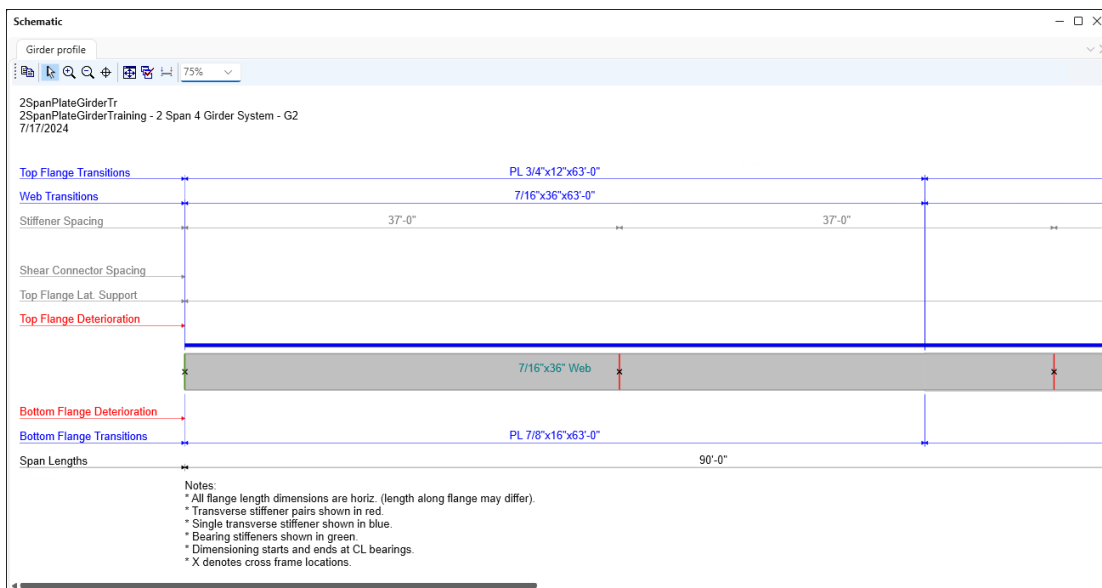 Schematic
Girder profile
75%
2SpanPlateGirderTr
2SpanPlateGirderTraining - 2 Span 4 Girder System - G2
7/17/2024
Top Flange Transitions PL 3/4"x12"x63'-0"
Web Transitions 7/16"x36"x63'-0"
Stiffener Spacing 37'-0" 37'-0"
Shear Connector Spacing
Top Flange Lat. Support
Top Flange Deterioration
7/16"x36" Web
Bottom Flange Deterioration
Bottom Flange Transitions PL 7/8"x16"x63'-0"
Span Lengths 90'-0"
Notes:
* All flange length dimensions are horiz. (length along flange may differ).
* Transverse stiffener pairs shown in red.
* Single transverse stiffener shown in blue.
* Bearing stiffeners shown in green.
* Dimensioning starts and ends at CL bearings.
* X denotes cross frame locations.